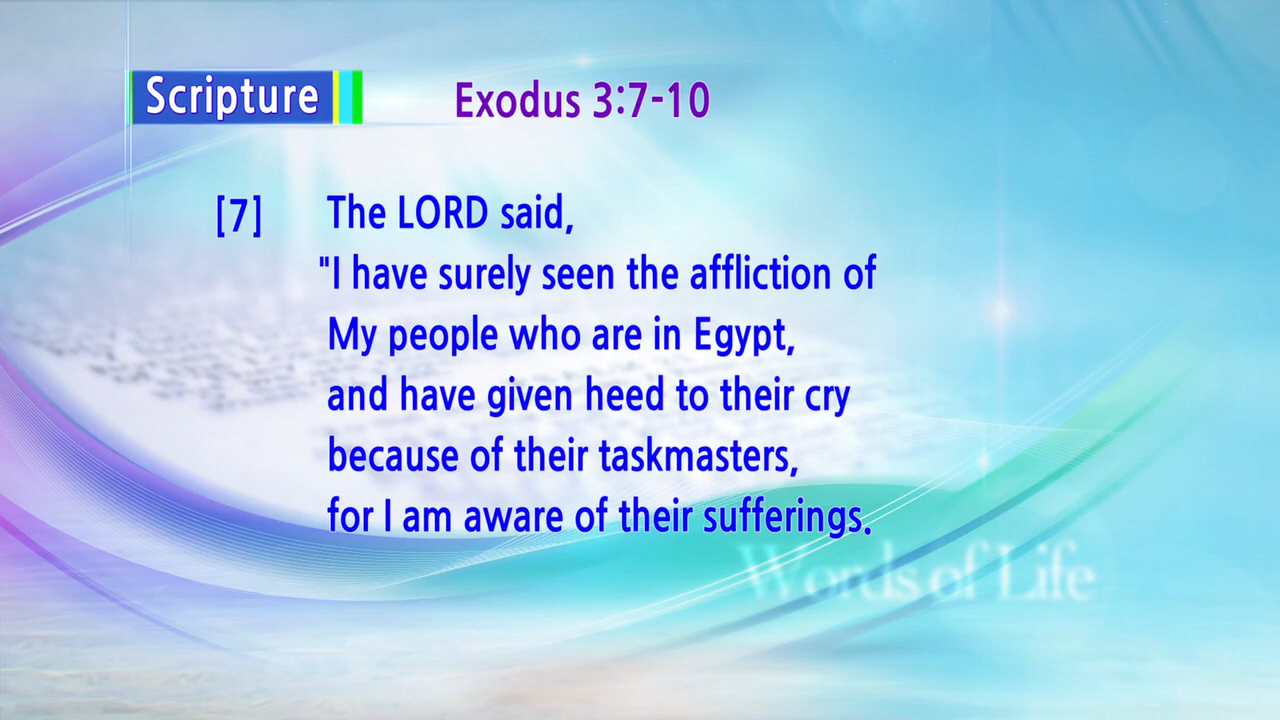 Scripture Exodus 3:7-10
[7] The LORD said,
"I have surely seen the affliction of
My people who are in Egypt,
and have given heed to their cry
because of their taskmasters,
for I am aware of their sufferings.
Words of Life